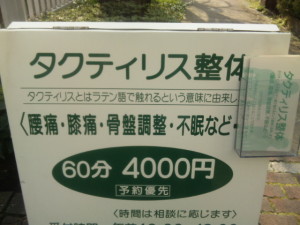 タクティリス整体
タクティリスとはラテン語で触れるという意味に由来し
〈腰痛・膝痛・骨盤調整・不眠など・
60分 4000円
予約優先
〈時間は相談に応じます〉